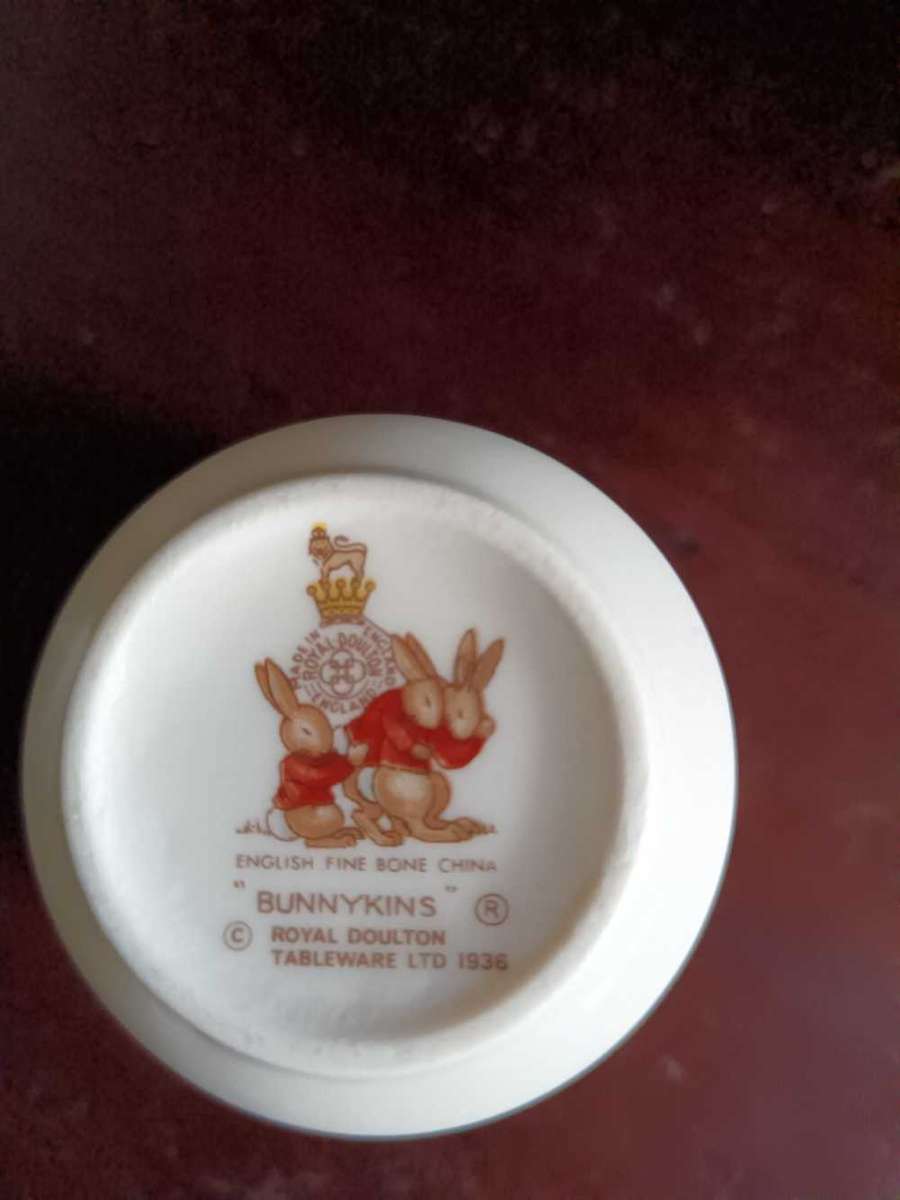 MADE IN ENGLAND
ROYAL DOULTON
ENGLAND
ENGLISH FINE BONE CHINA
"BUNNYKINS" ®
© ROYAL DOULTON
TABLEWARE LTD 1936